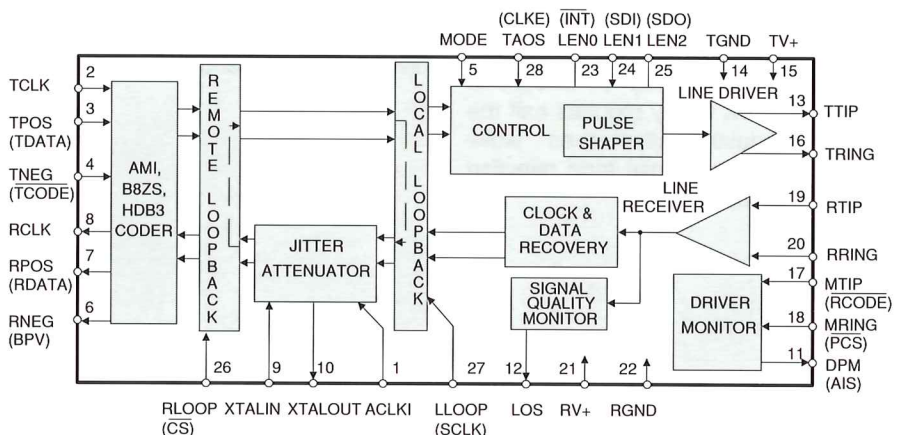 (CLKE) (INT) (SDI) (SDO)
MODE TAOS LEN0 LEN1 LEN2 TGND TV+
5 28 23 24 25 14 15
TCLK 2
TPOS 3
(TDATA)
TNEG 4
(TCODE)
RCLK 8
RPOS 7
(RDATA)
RNEG 6
(BPV)
AMI,
B8ZS,
HDB3
CODER
REMOTE LOOPBACK
LOCAL LOOPBACK
CONTROL
PULSE
SHAPER
LINE DRIVER
13 TTIP
16 TRING
JITTER
ATTENUATOR
CLOCK &
DATA
RECOVERY
LINE
RECEIVER
19 RTIP
20 RRING
SIGNAL
QUALITY
MONITOR
DRIVER
MONITOR
17 MTIP
(RCODE)
18 MRING
(PCS)
11 DPM
(AIS)
26 9 10 1 27 12 21 22
RLOOP XTALIN XTALOUT ACLKI LLOOP LOS RV+ RGND
(CS) (SCLK)